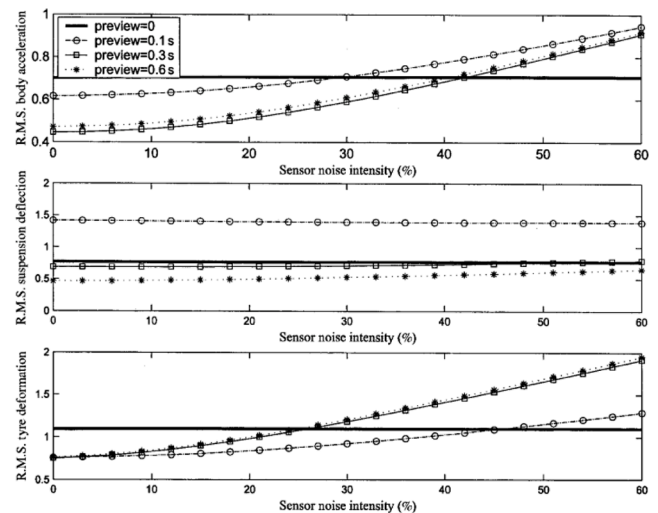 preview=0
preview=0.1s
preview=0.3s
preview=0.6s
R.M.S. body acceleration
1
0.8
0.6
0.4
0 10 20 30 40 50 60
Sensor noise intensity (%)
R.M.S. suspension deflection
2
1.5
1
0.5
0
0 10 20 30 40 50 60
Sensor noise intensity (%)
R.M.S. tyre deformation
2
1.5
1
0.5
0 10 20 30 40 50 60
Sensor noise intensity (%)